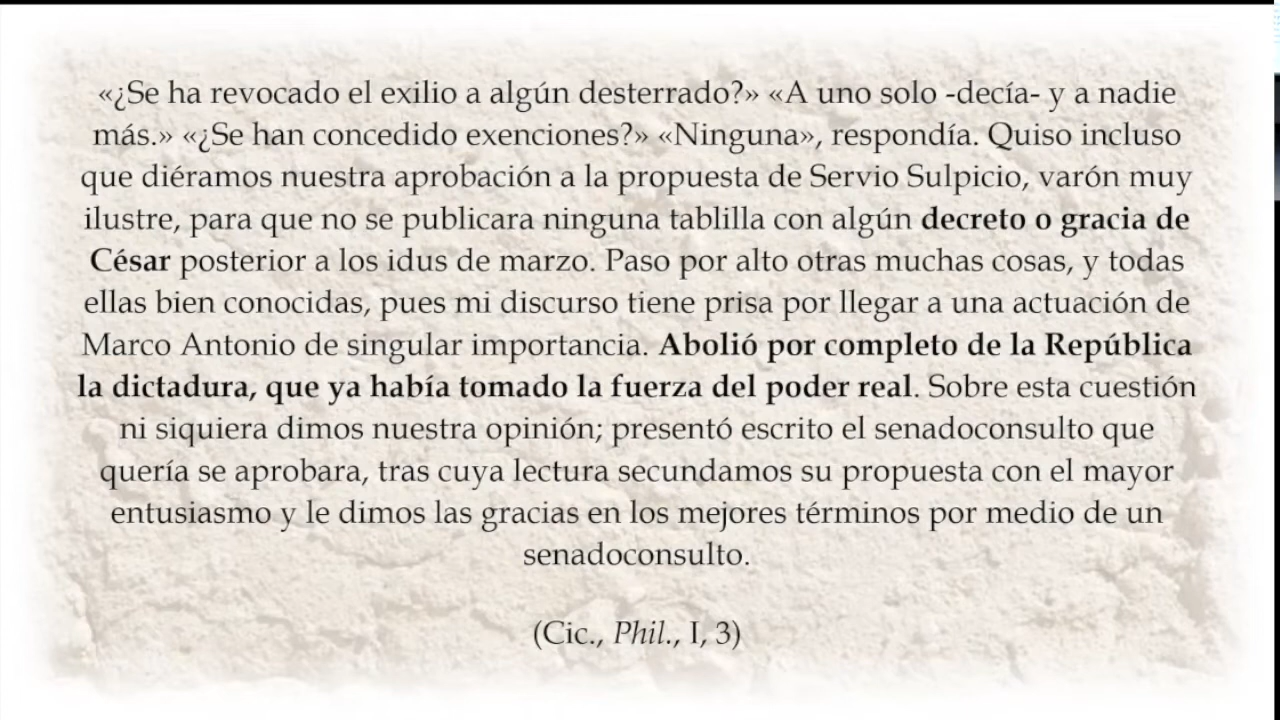 «¿Se ha revocado el exilio a algún desterrado?» «A uno solo -decía- y a nadie
más.» «¿Se han concedido exenciones?» «Ninguna», respondía. Quiso incluso
que diéramos nuestra aprobación a la propuesta de Servio Sulpicio, varón muy
ilustre, para que no se publicara ninguna tablilla con algún decreto o gracia de
César posterior a los idus de marzo. Paso por alto otras muchas cosas, y todas
ellas bien conocidas, pues mi discurso tiene prisa por llegar a una actuación de
Marco Antonio de singular importancia. Abolió por completo de la República
la dictadura, que ya había tomado la fuerza del poder real. Sobre esta cuestión
ni siquiera dimos nuestra opinión; presentó escrito el senadoconsulto que
quería se aprobara, tras cuya lectura secundamos su propuesta con el mayor
entusiasmo y le dimos las gracias en los mejores términos por medio de un
senadoconsulto.
(Cic., Phil., I, 3)